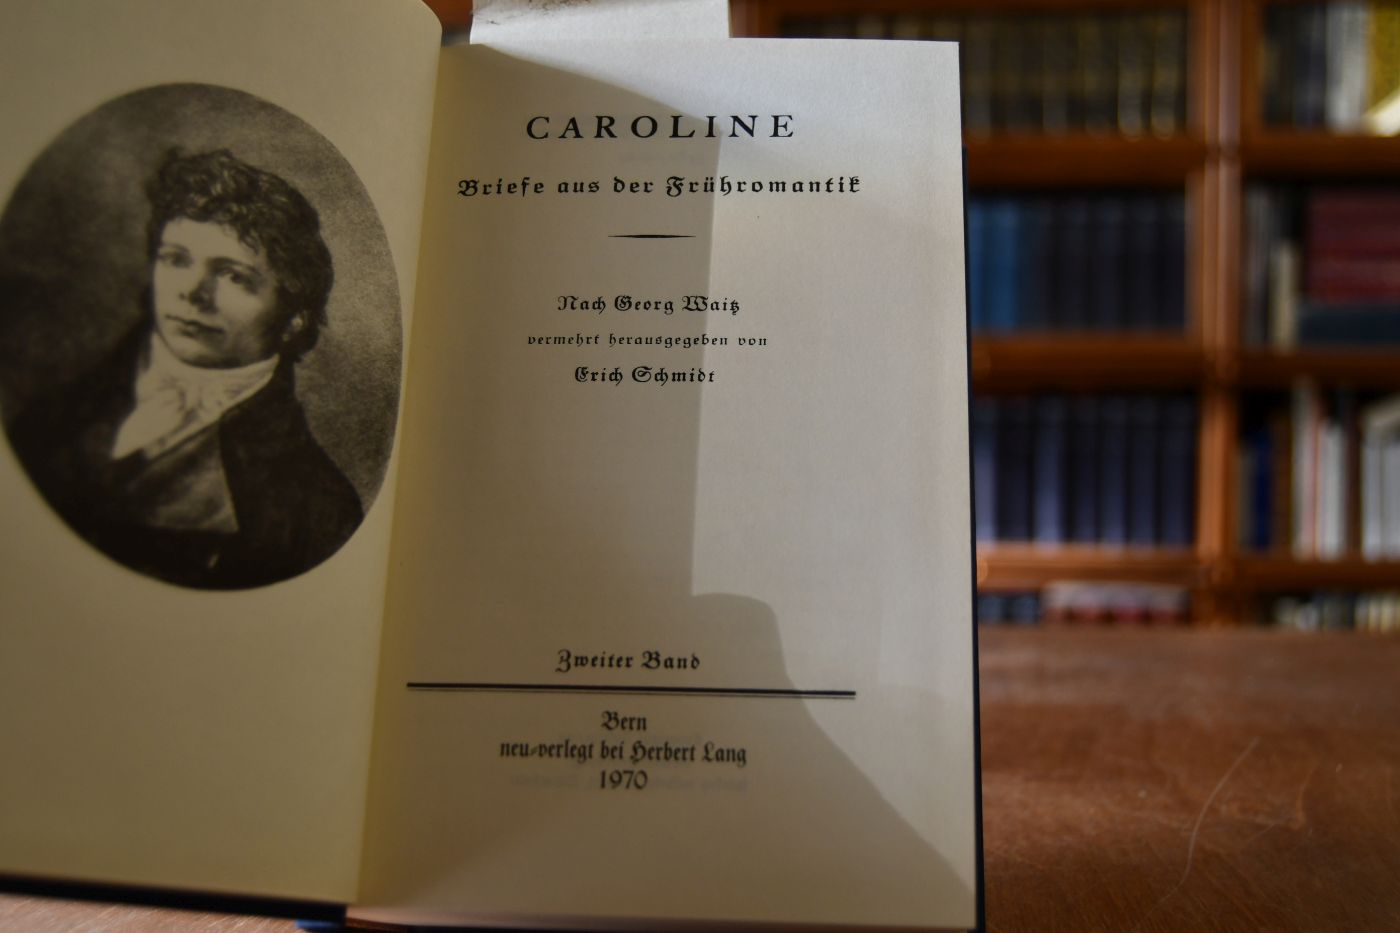 CAROLINE
Briefe aus der Frühromantik
Nach Georg Waitz
vermehrt herausgegeben von
Erich Schmidt
Zweiter Band
Bern
neu-verlegt bei Herbert Lang
1970